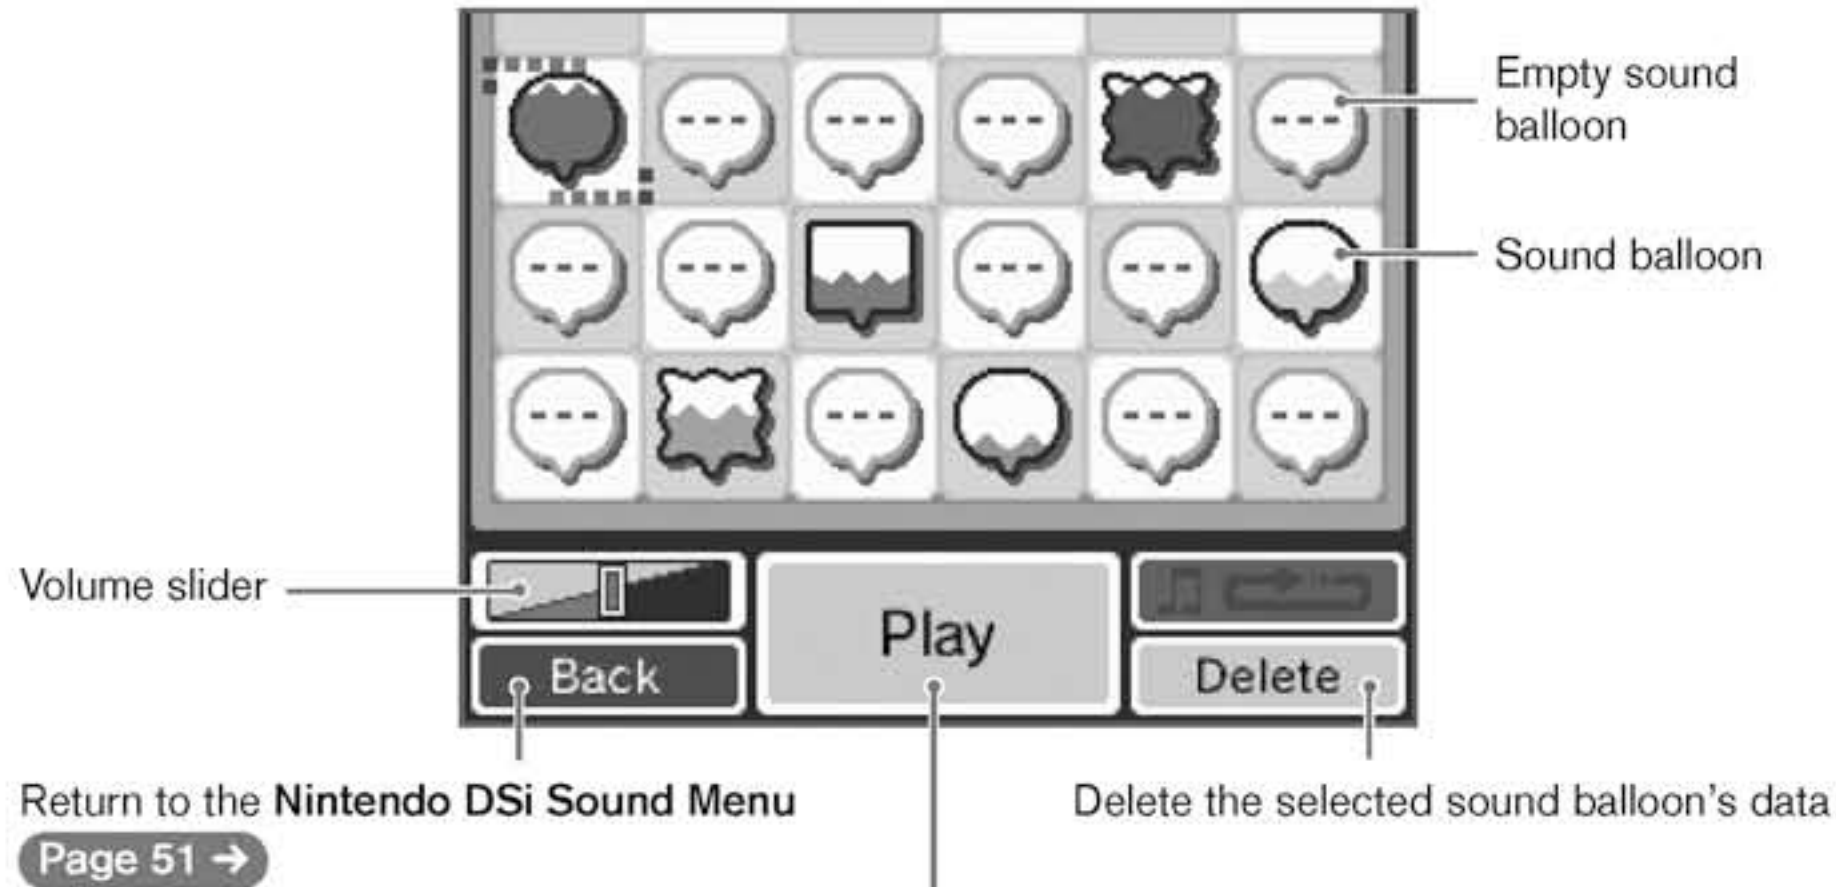 Empty sound
balloon
---
---
---
---
Sound balloon
---
---
---
---
---
---
---
---
Volume slider
Play
Back
Delete
Return to the Nintendo DSi Sound Menu
Page 51 →
Delete the selected sound balloon's data